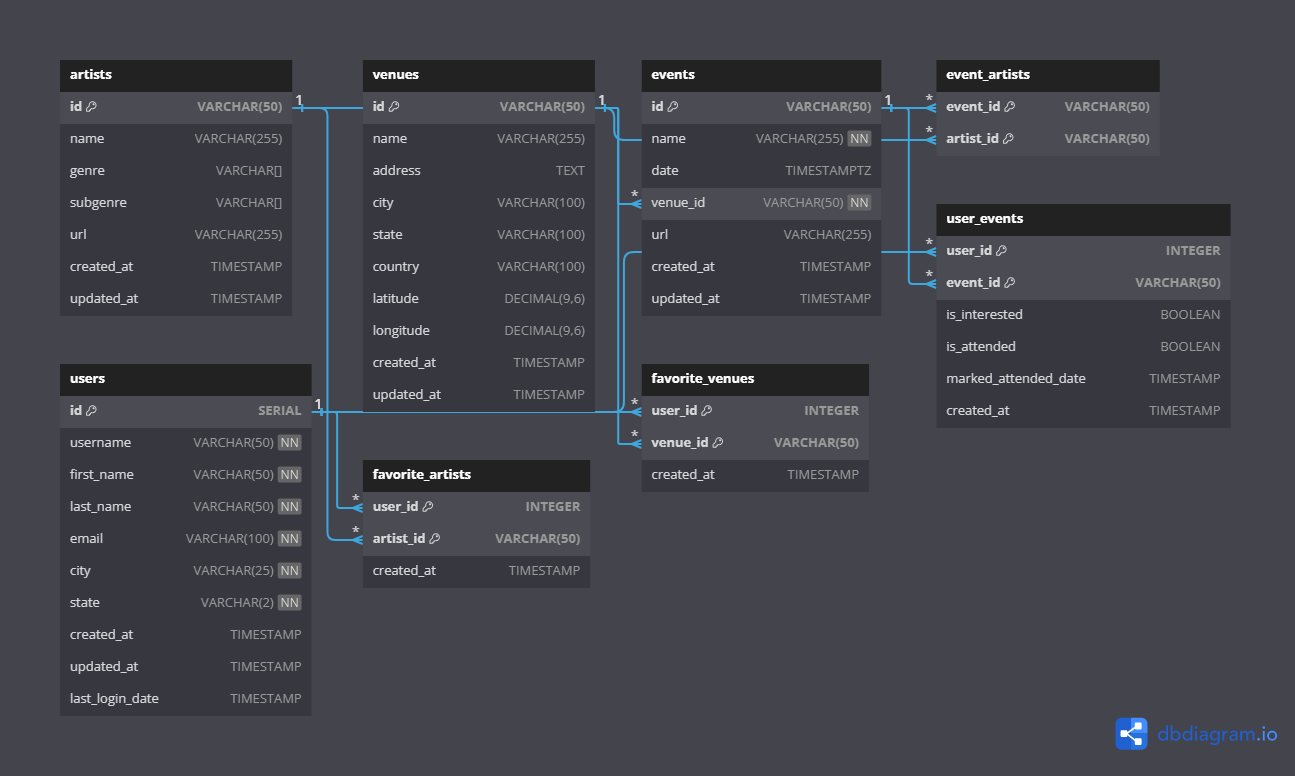 artists
id VARCHAR(50)
name VARCHAR(255)
genre VARCHAR[]
subgenre VARCHAR[]
url VARCHAR(255)
created_at TIMESTAMP
updated_at TIMESTAMP
1
venues
id VARCHAR(50)
name VARCHAR(255)
address TEXT
city VARCHAR(100)
state VARCHAR(100)
country VARCHAR(100)
latitude DECIMAL(9,6)
longitude DECIMAL(9,6)
created_at TIMESTAMP
updated_at TIMESTAMP
1
events
id VARCHAR(50)
name VARCHAR(255) NN
date TIMESTAMPTZ
* venue_id VARCHAR(50) NN
url VARCHAR(255)
created_at TIMESTAMP
updated_at TIMESTAMP
1
event_artists
* event_id VARCHAR(50)
* artist_id VARCHAR(50)
user_events
* user_id INTEGER
* event_id VARCHAR(50)
is_interested BOOLEAN
is_attended BOOLEAN
marked_attended_date TIMESTAMP
created_at TIMESTAMP
users
id SERIAL
username VARCHAR(50) NN
first_name VARCHAR(50) NN
last_name VARCHAR(50) NN
email VARCHAR(100) NN
city VARCHAR(25) NN
state VARCHAR(2) NN
created_at TIMESTAMP
updated_at TIMESTAMP
last_login_date TIMESTAMP
1
favorite_artists
* user_id INTEGER
* artist_id VARCHAR(50)
created_at TIMESTAMP
favorite_venues
* user_id INTEGER
* venue_id VARCHAR(50)
created_at TIMESTAMP
dbdiagram.io